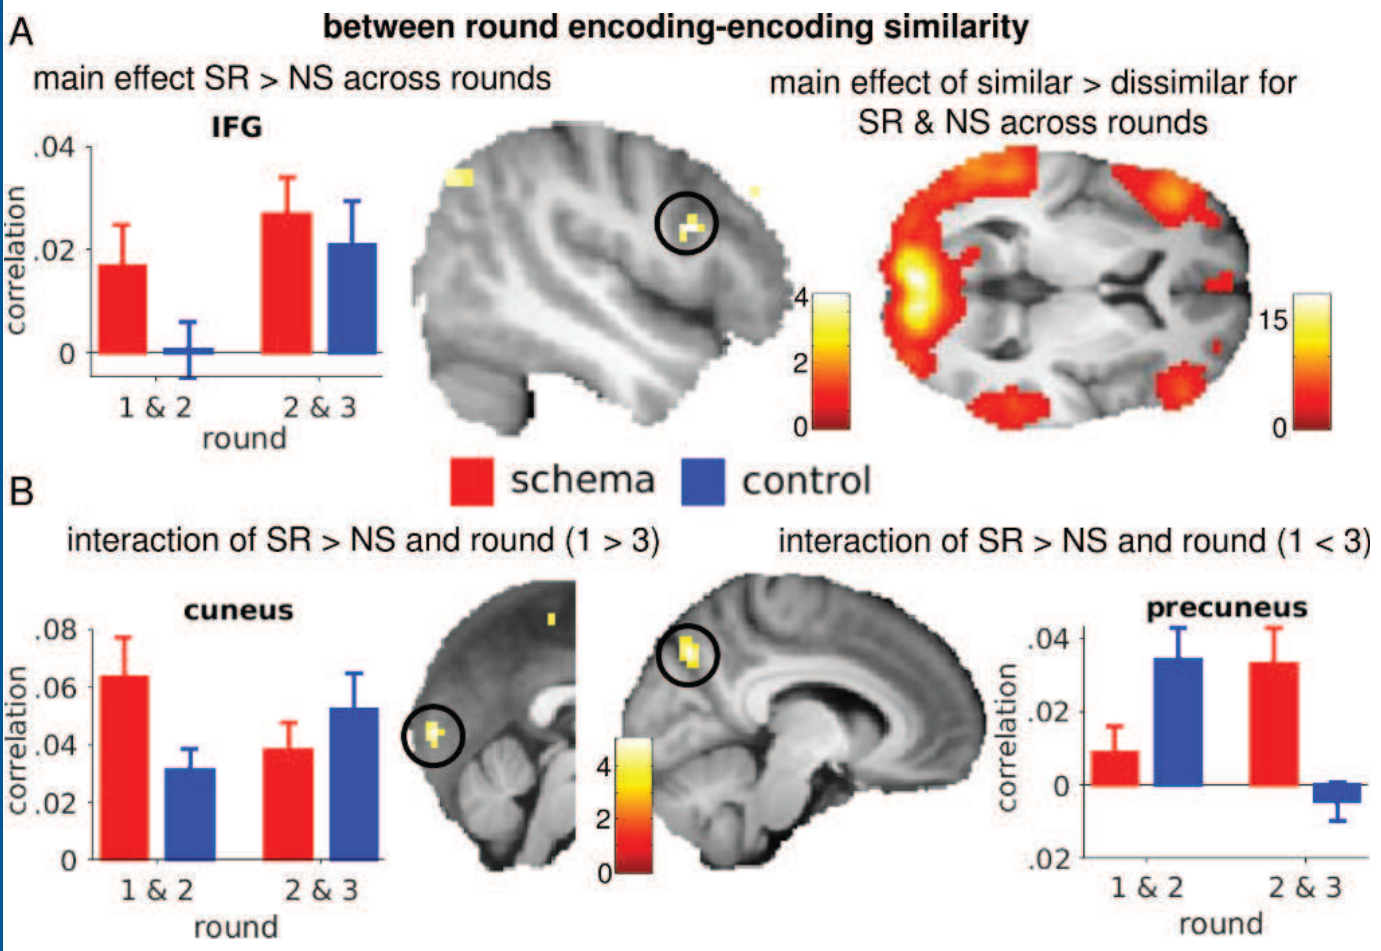 A
between round encoding-encoding similarity
main effect SR > NS across rounds
main effect of similar > dissimilar for
SR & NS across rounds
IFG
.04
.02
0
correlation
1 & 2
2 & 3
round
4
2
0
15
0
schema
control
B
interaction of SR > NS and round (1 > 3)
interaction of SR > NS and round (1 < 3)
cuneus
.08
.06
.04
.02
0
correlation
1 & 2
2 & 3
round
4
2
0
precuneus
.04
.02
0
.02
correlation
1 & 2
2 & 3
round